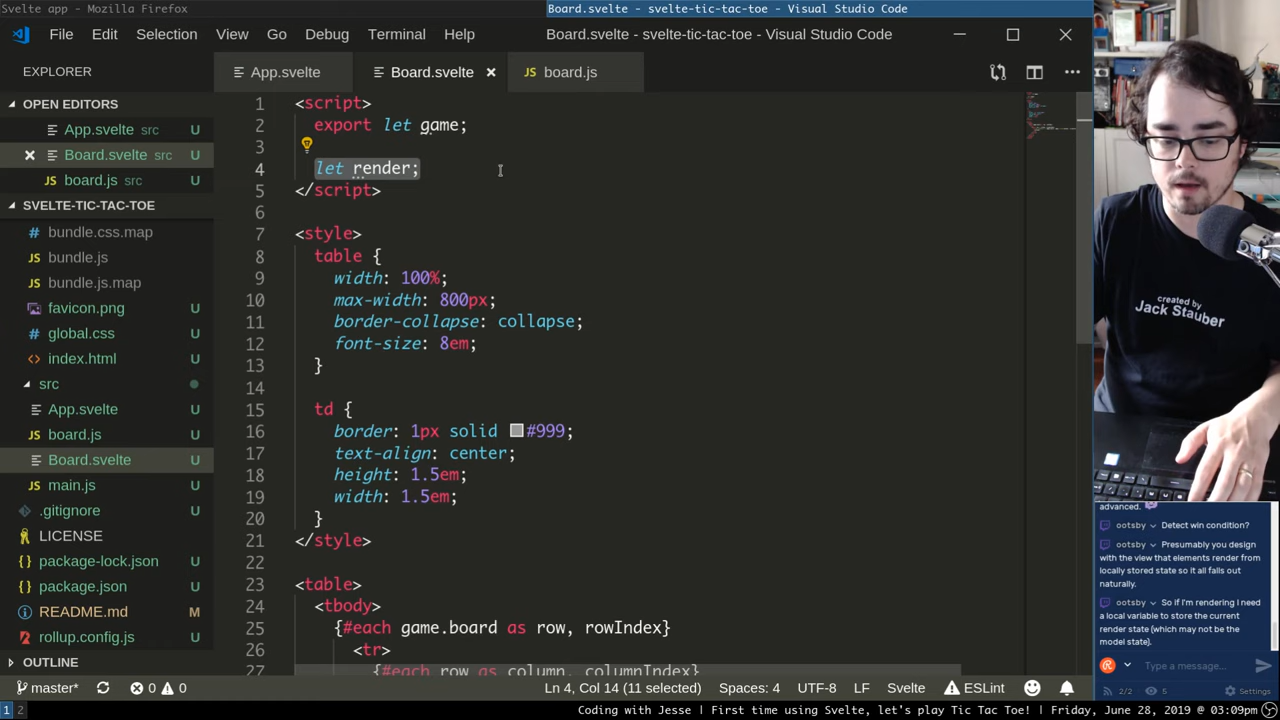 Svelte app - Mozilla Firefox
Board.svelte - svelte-tic-tac-toe - Visual Studio Code
File Edit Selection View Go Debug Terminal Help
Board.svelte - svelte-tic-tac-toe - Visual Studio Code
EXPLORER
App.svelte
Board.svelte
JS board.js
OPEN EDITORS
App.svelte src U
Board.svelte src U
JS board.js src U
SVELTE-TIC-TAC-TOE
bundle.css.map
JS bundle.js
bundle.js.map
favicon.png U
# global.css U
<> index.html U
src
App.svelte U
JS board.js U
Board.svelte U
JS main.js U
.gitignore U
LICENSE U
{} package-lock.json U
{} package.json U
README.md M
rollup.config.js U
OUTLINE
1 <script>
2 export let game;
3
4 let render;
5 </script>
6
7 <style>
8 table {
9 width: 100%;
10 max-width: 800px;
11 border-collapse: collapse;
12 font-size: 8em;
13 }
14
15 td {
16 border: 1px solid #999;
17 text-align: center;
18 height: 1.5em;
19 width: 1.5em;
20 }
21 </style>
22
23 <table>
24 <tbody>
25 {#each game.board as row, rowIndex}
26 <tr>
27 {#each row as column, columnIndex}
master* 0 0
Ln 4, Col 14 (11 selected) Spaces: 4 UTF-8 LF Svelte ESLint
created by
Jack Stauber
advanced.
ootsby Detect win condition?
ootsby Presumably you design
with the view that elements render from
locally stored state so it all falls out
naturally.
ootsby So if I'm rendering I need
a local variable to store the current
render state (which may not be the
model state).
Type a message...
2/2 5 Settings
1 2
Coding with Jesse | First time using Svelte, let's play Tic Tac Toe! | Friday, June 28, 2019 @ 03:09pm